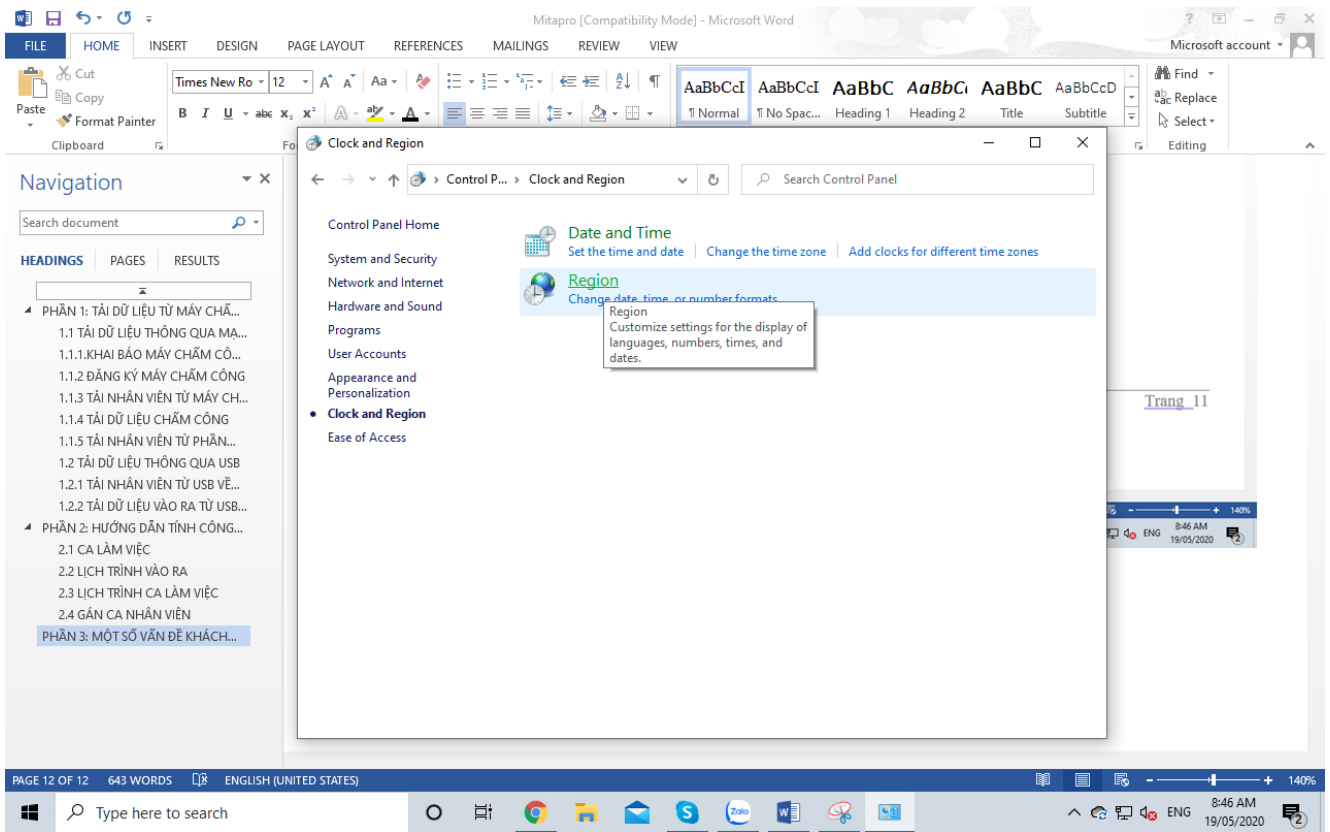 Mitapro [Compatibility Mode] - Microsoft Word
FILE HOME INSERT DESIGN PAGE LAYOUT REFERENCES MAILINGS REVIEW VIEW Microsoft account
Cut
Copy
Format Painter
Paste
Clipboard
Times New Ro 12
Aa
B I U abc x₂ x²
Fo
AaBbCcI AaBbCcI AaBbC AaBbCc AaBbC AaBbCcD
¶ Normal ¶ No Spac... Heading 1 Heading 2 Title Subtitle
Find
Replace
Select
Editing
Navigation
Search document
HEADINGS PAGES RESULTS
PHẦN 1: TẢI DỮ LIỆU TỪ MÁY CHẤ...
1.1 TẢI DỮ LIỆU THÔNG QUA MẠ...
1.1.1.KHAI BÁO MÁY CHẤM CÔ...
1.1.2 ĐĂNG KÝ MÁY CHẤM CÔNG
1.1.3 TẢI NHÂN VIÊN TỪ MÁY CH...
1.1.4 TẢI DỮ LIỆU CHẤM CÔNG
1.1.5 TẢI NHÂN VIÊN TỪ PHẦN...
1.2 TẢI DỮ LIỆU THÔNG QUA USB
1.2.1 TẢI NHÂN VIÊN TỪ USB VỀ...
1.2.2 TẢI DỮ LIỆU VÀO RA TỪ USB...
PHẦN 2: HƯỚNG DẪN TÍNH CÔNG...
2.1 CA LÀM VIỆC
2.2 LỊCH TRÌNH VÀO RA
2.3 LỊCH TRÌNH CA LÀM VIỆC
2.4 GÁN CA NHÂN VIÊN
PHẦN 3: MỘT SỐ VẤN ĐỀ KHÁCH...
Clock and Region
Control P... › Clock and Region
Search Control Panel
Control Panel Home
System and Security
Network and Internet
Hardware and Sound
Programs
User Accounts
Appearance and
Personalization
Clock and Region
Ease of Access
Date and Time
Set the time and date Change the time zone Add clocks for different time zones
Region
Change date, time, or number formats
Region
Customize settings for the display of
languages, numbers, times, and
dates.
Trang 11
140%
ENG 8:46 AM
19/05/2020
2
PAGE 12 OF 12 643 WORDS ENGLISH (UNITED STATES) 140%
Type here to search
Zalo
ENG 8:46 AM
19/05/2020
2